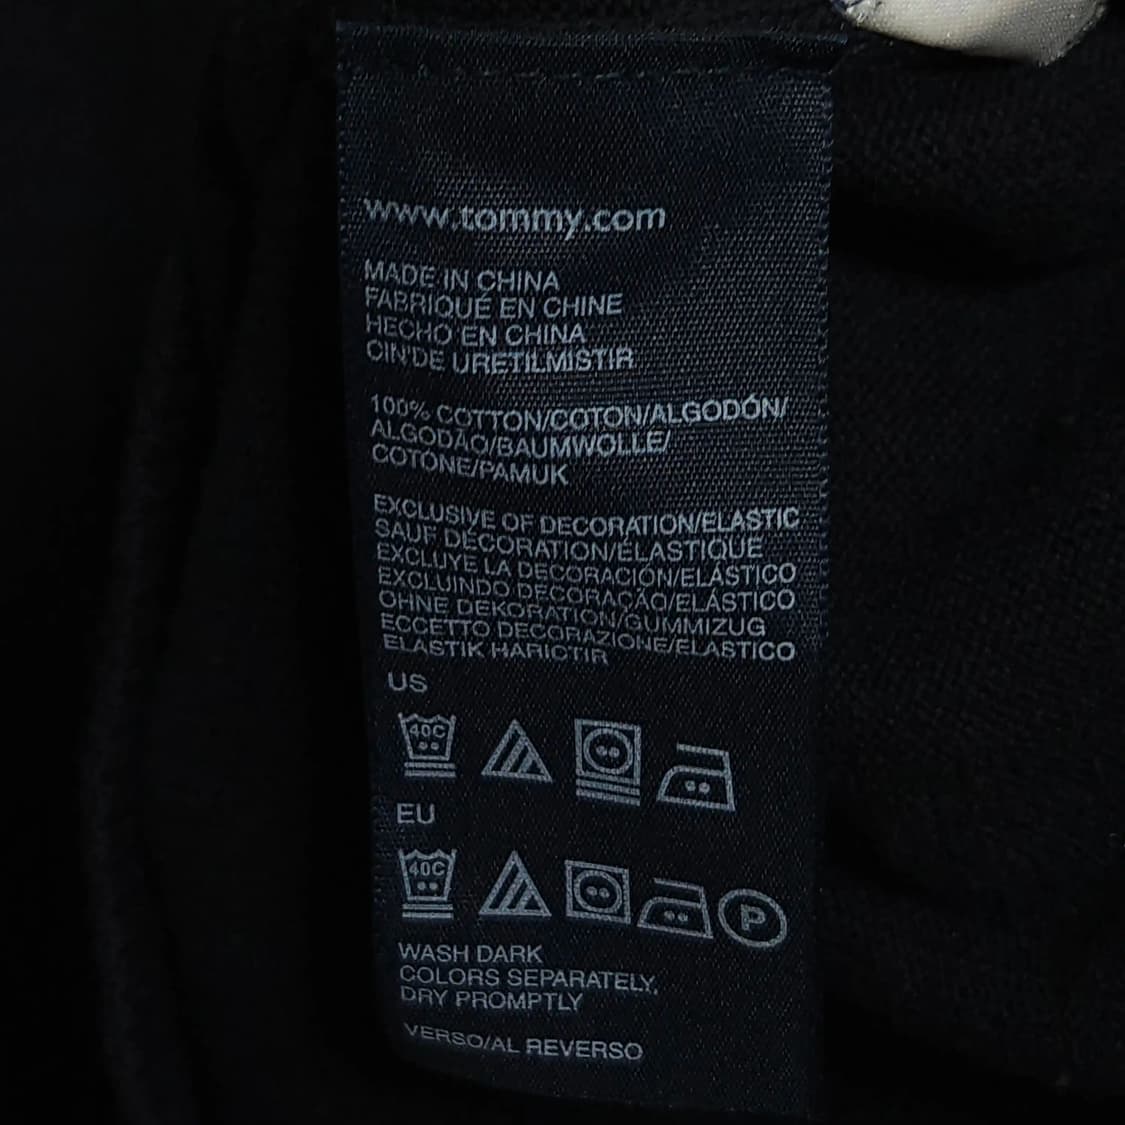 www.tommy.com
MADE IN CHINA
FABRIQUÉ EN CHINE
HECHO EN CHINA
CIN'DE URETILMISTIR
100% COTTON/COTON/ALGODÓN/
ALGODÃO/BAUMWOLLE/
COTONE/PAMUK
EXCLUSIVE OF DECORATION/ELASTIC
SAUF DÉCORATION/ÉLASTIQUE
EXCLUYE LA DECORACIÓN/ELÁSTICO
EXCLUINDO DECORAÇÃO/ELÁSTICO
OHNE DEKORATION/GUMMIZUG
ECCETTO DECORAZIONE/ELASTICO
ELASTIK HARICTIR
US
40C
EU
40C P
WASH DARK
COLORS SEPARATELY,
DRY PROMPTLY
VERSO/AL REVERSO